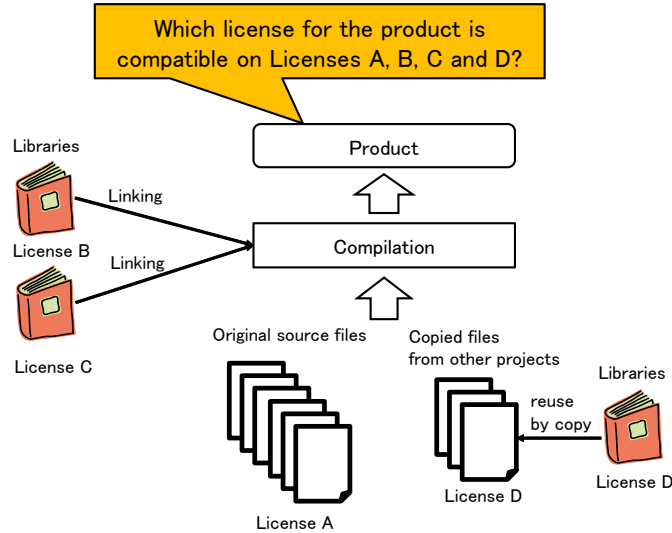 Which license for the product is
compatible on Licenses A, B, C and D?
Product
Libraries
Linking
License B
Compilation
Linking
License C
Original source files
Copied files
from other projects
Libraries
reuse
by copy
License D
License D
License A